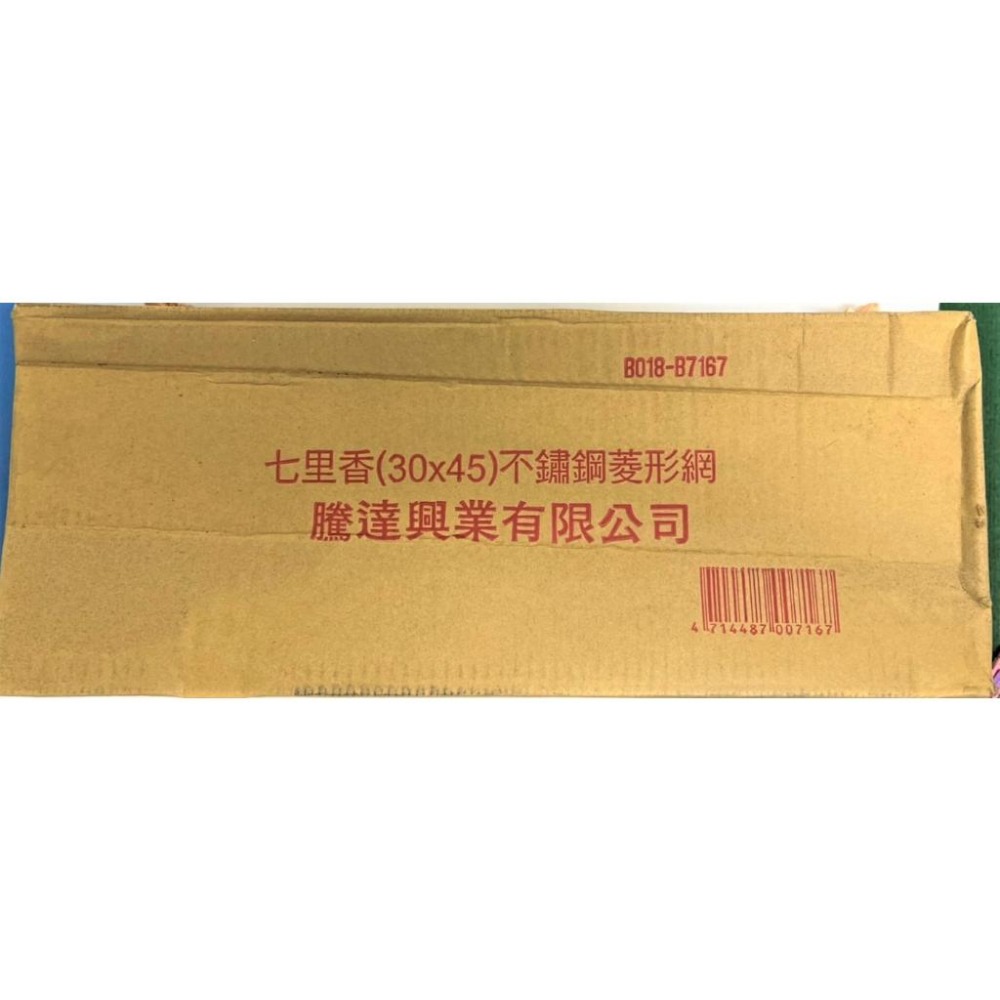 B018-B7167
七里香(30x45)不鏽鋼菱形網
騰達興業有限公司
4 714487 007167